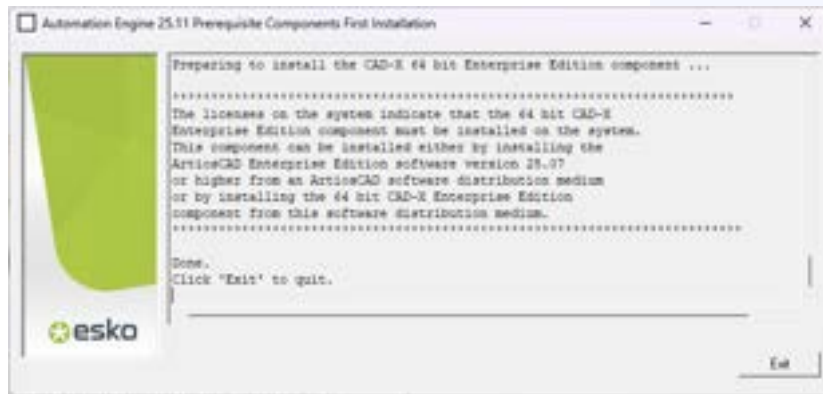 Automation Engine 25.11 Prerequisite Components First Installation
Preparing to install the CAD-X 64 bit Enterprise Edition component ...
**********************************************************************
The licenses on the system indicate that the 64 bit CAD-X
Enterprise Edition component must be installed on the system.
This component can be installed either by installing the
ArtiosCAD Enterprise Edition software version 25.07
or higher from an ArtiosCAD software distribution medium
or by installing the 64 bit CAD-X Enterprise Edition
component from this software distribution medium.
***********************************************************************
Done.
Click "Exit" to quit.
esko
Exit